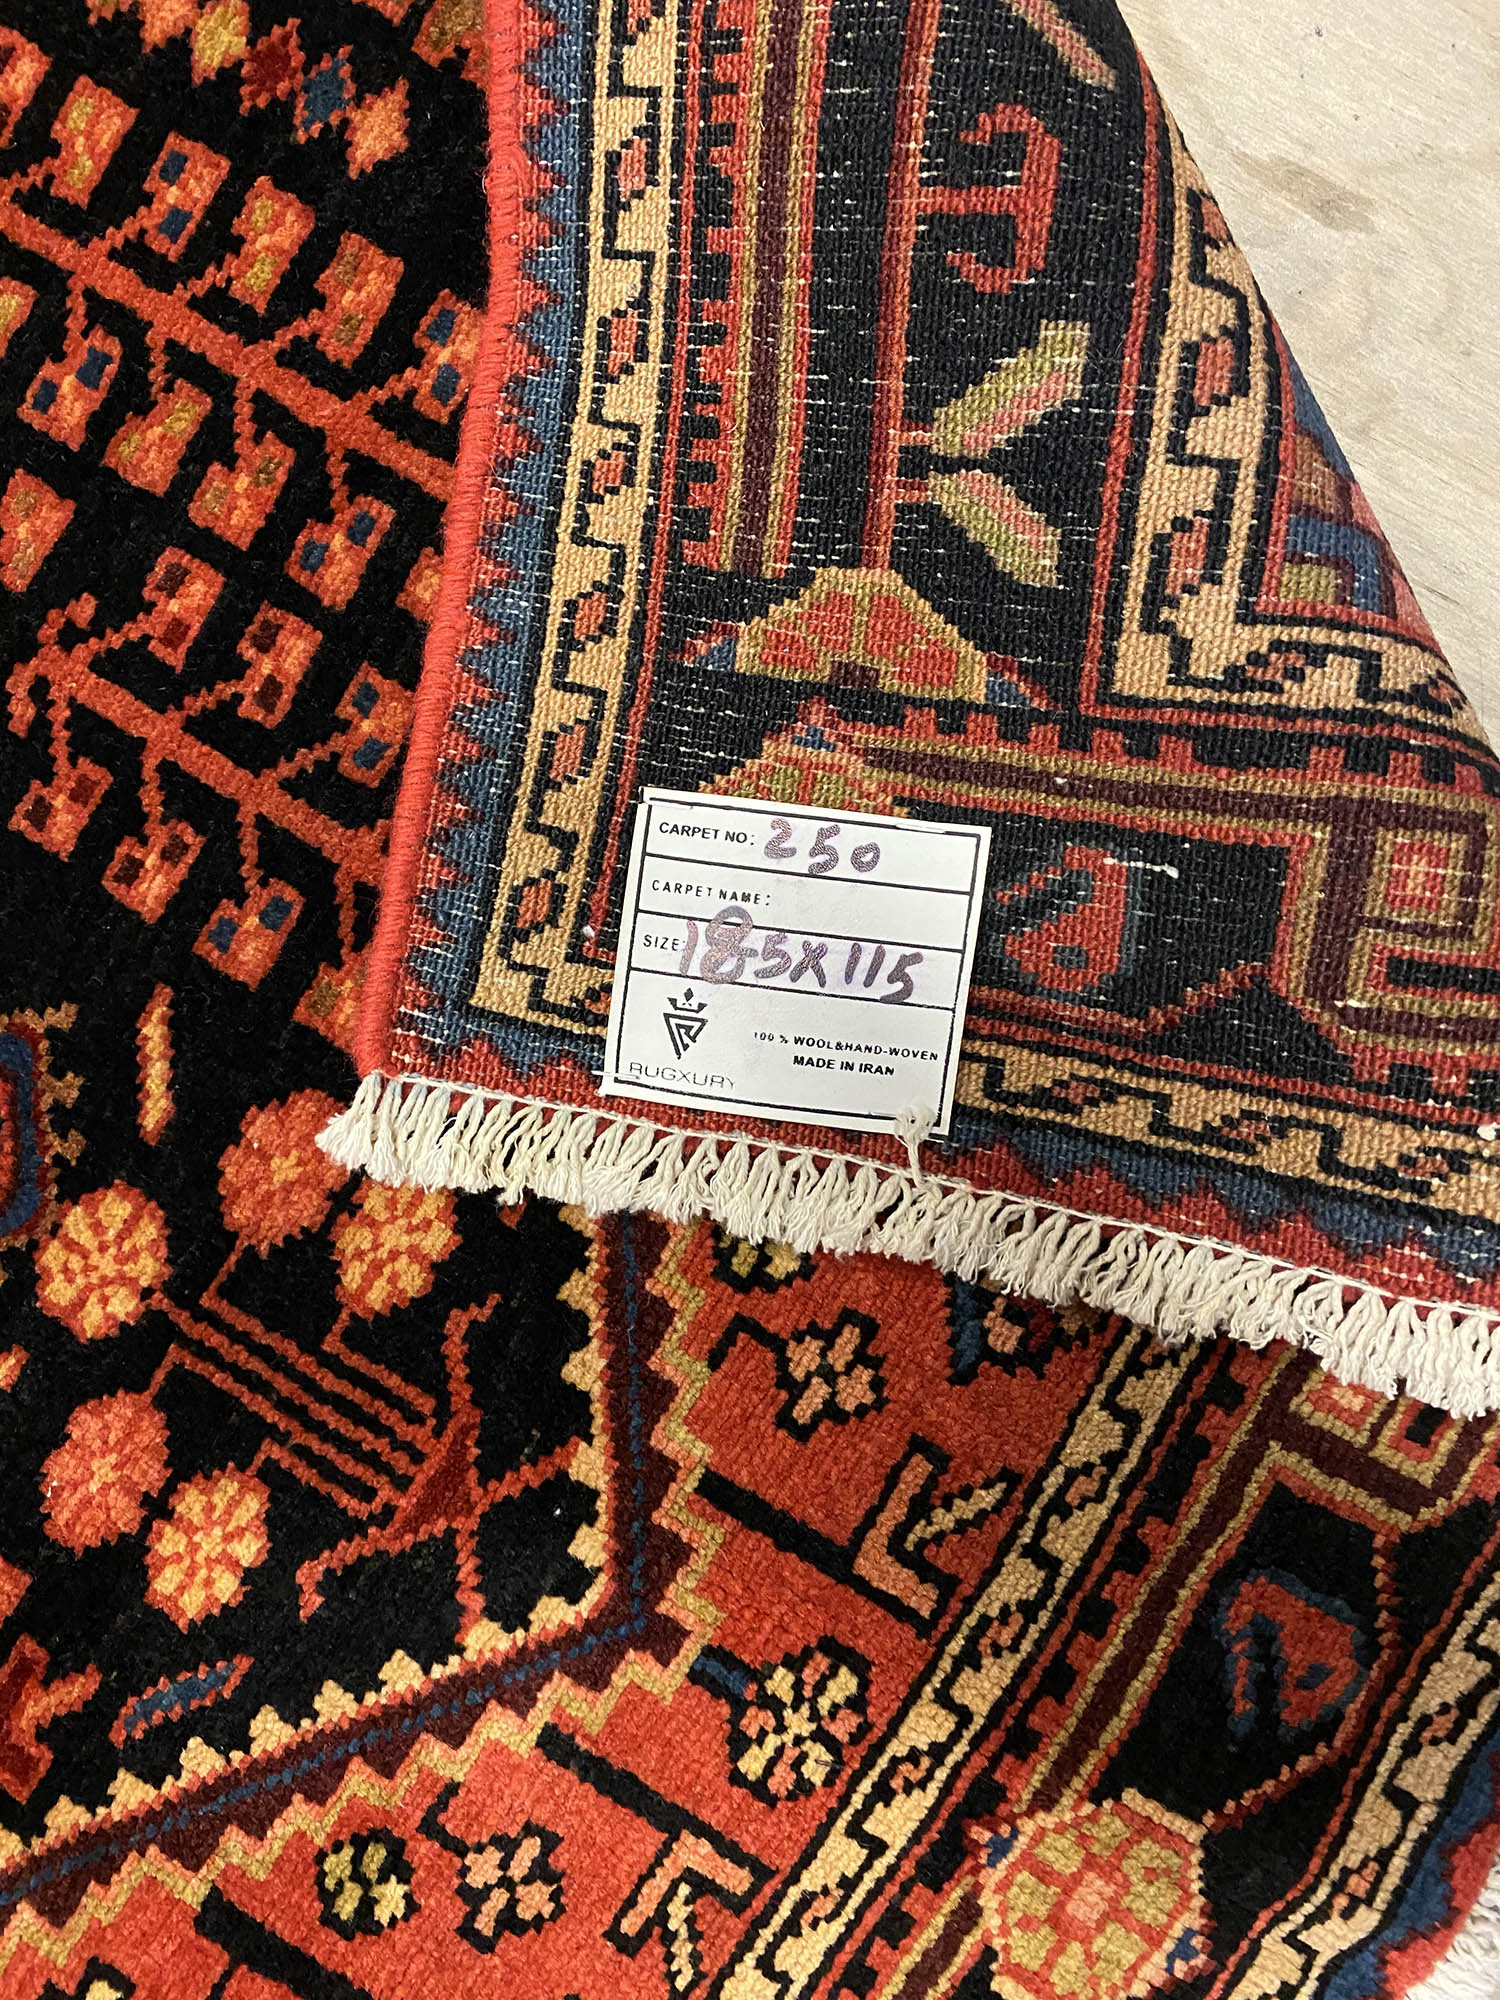 CARPET NO: 250
CARPET NAME:
SIZE: 185X115
100 % WOOL&HAND-WOVEN
MADE IN IRAN
RUGXURY